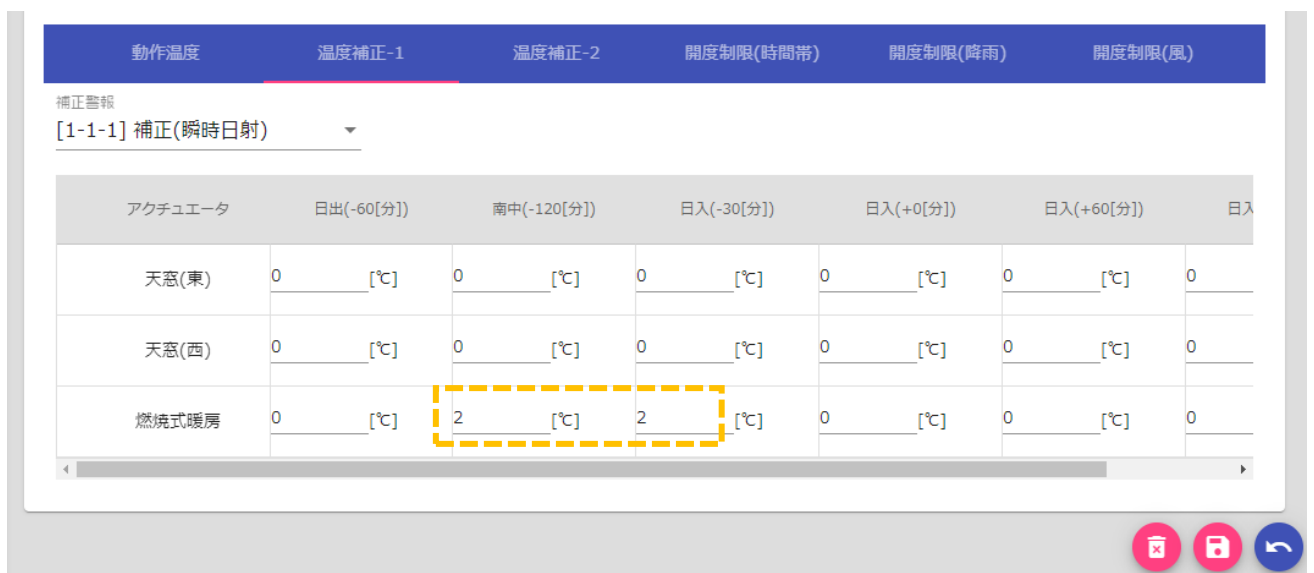 動作温度 温度補正-1 温度補正-2 開度制限(時間帯) 開度制限(降雨) 開度制限(風)
補正警報
[1-1-1] 補正(瞬時日射)
アクチュエータ 日出(-60[分]) 南中(-120[分]) 日入(-30[分]) 日入(+0[分]) 日入(+60[分]) 日入
天窓(東) 0 [℃] 0 [℃] 0 [℃] 0 [℃] 0 [℃] 0
天窓(西) 0 [℃] 0 [℃] 0 [℃] 0 [℃] 0 [℃] 0
燃焼式暖房 0 [℃] 2 [℃] 2 [℃] 0 [℃] 0 [℃] 0